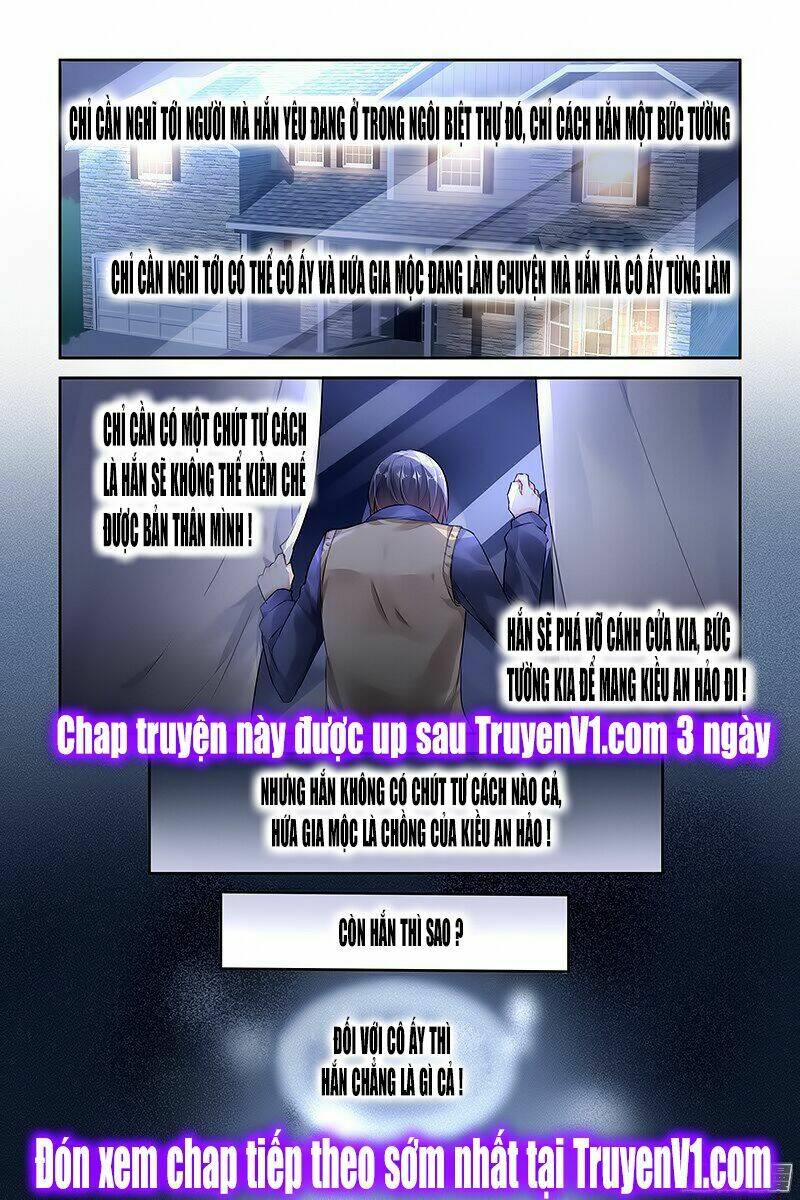 CHỈ CẦN NGHĨ TỚI NGƯỜI MÀ HẮN YÊU ĐANG Ở TRONG NGÔI BIỆT THỰ ĐÓ, CHỈ CÁCH HẮN MỘT BỨC TƯỜNG
CHỈ CẦN NGHĨ TỚI CÓ THỂ CÔ ẤY VÀ HỨA GIA MỘC ĐANG LÀM CHUYỆN MÀ HẮN VÀ CÔ ẤY TỪNG LÀM
CHỈ CẦN CÓ MỘT CHÚT TƯ CÁCH
LÀ HẮN SẼ KHÔNG THỂ KIỀM CHẾ
ĐƯỢC BẢN THÂN MÌNH !
HẮN SẼ PHÁ VỠ CÁNH CỬA KIA, BỨC
TƯỜNG KIA ĐỂ MANG KIỀU AN HẢO ĐI !
Chap truyện này được up sau TruyenV1.com 3 ngày
NHƯNG HẮN KHÔNG CÓ CHÚT TƯ CÁCH NÀO CẢ,
HỨA GIA MỘC LÀ CHỒNG CỦA KIỀU AN HẢO !
CÒN HẮN THÌ SAO ?
ĐỐI VỚI CÔ ẤY THÌ
HẮN CHẲNG LÀ GÌ CẢ !
Đón xem chap tiếp theo sớm nhất tại TruyenV1.com